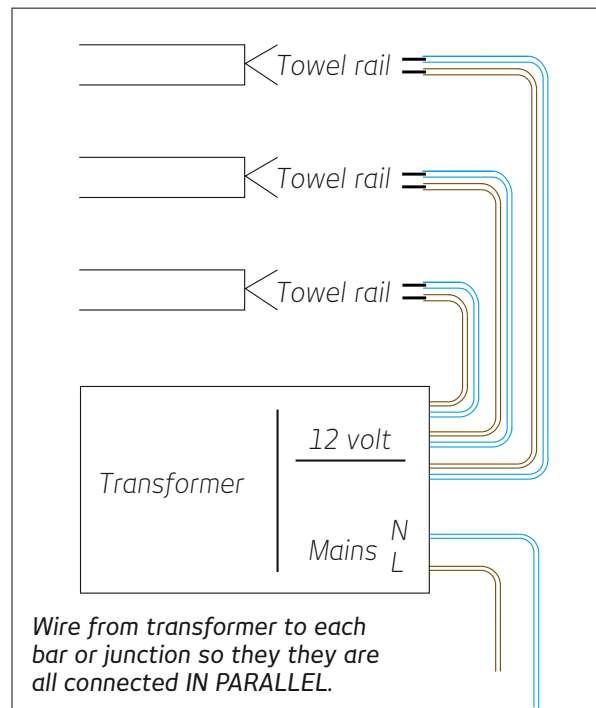 Towel rail
Towel rail
Towel rail
12 volt
Transformer
Mains N
L
Wire from transformer to each
bar or junction so they they are
all connected IN PARALLEL.